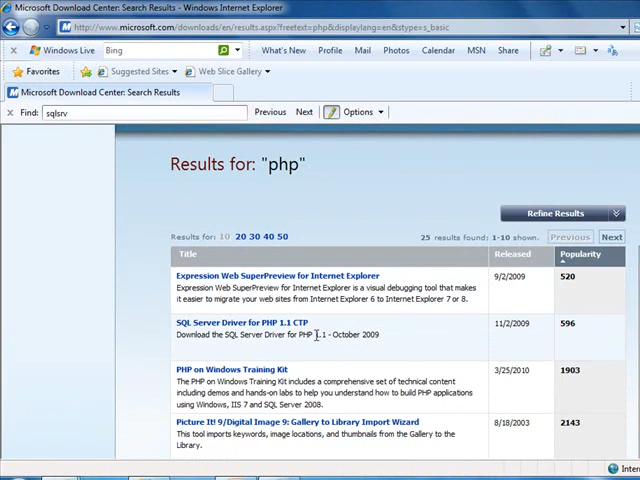 Microsoft Download Center: Search Results - Windows Internet Explorer
http://www.microsoft.com/downloads/en/results.aspx?freetext=php&displaylang=en&stype=s_basic
Windows Live Bing What's New Profile Mail Photos Calendar MSN Share
Favorites Suggested Sites Web Slice Gallery
Microsoft Download Center: Search Results
Find: sqlsrv Previous Next Options
Results for: "php"
Refine Results
Results for: 10 20 30 40 50 25 results found: 1-10 shown. Previous Next
Title Released Popularity
Expression Web SuperPreview for Internet Explorer 9/2/2009 520
Expression Web SuperPreview for Internet Explorer is a visual debugging tool that makes
it easier to migrate your web sites from Internet Explorer 6 to Internet Explorer 7 or 8.
SQL Server Driver for PHP 1.1 CTP 11/2/2009 596
Download the SQL Server Driver for PHP 1.1 - October 2009
PHP on Windows Training Kit 3/25/2010 1903
The PHP on Windows Training Kit includes a comprehensive set of technical content
including demos and hands-on labs to help you understand how to build PHP applications
using Windows, IIS 7 and SQL Server 2008.
Picture It! 9/Digital Image 9: Gallery to Library Import Wizard 8/18/2003 2143
This tool imports keywords, image locations, and thumbnails from the Gallery to the
Library.
Intern